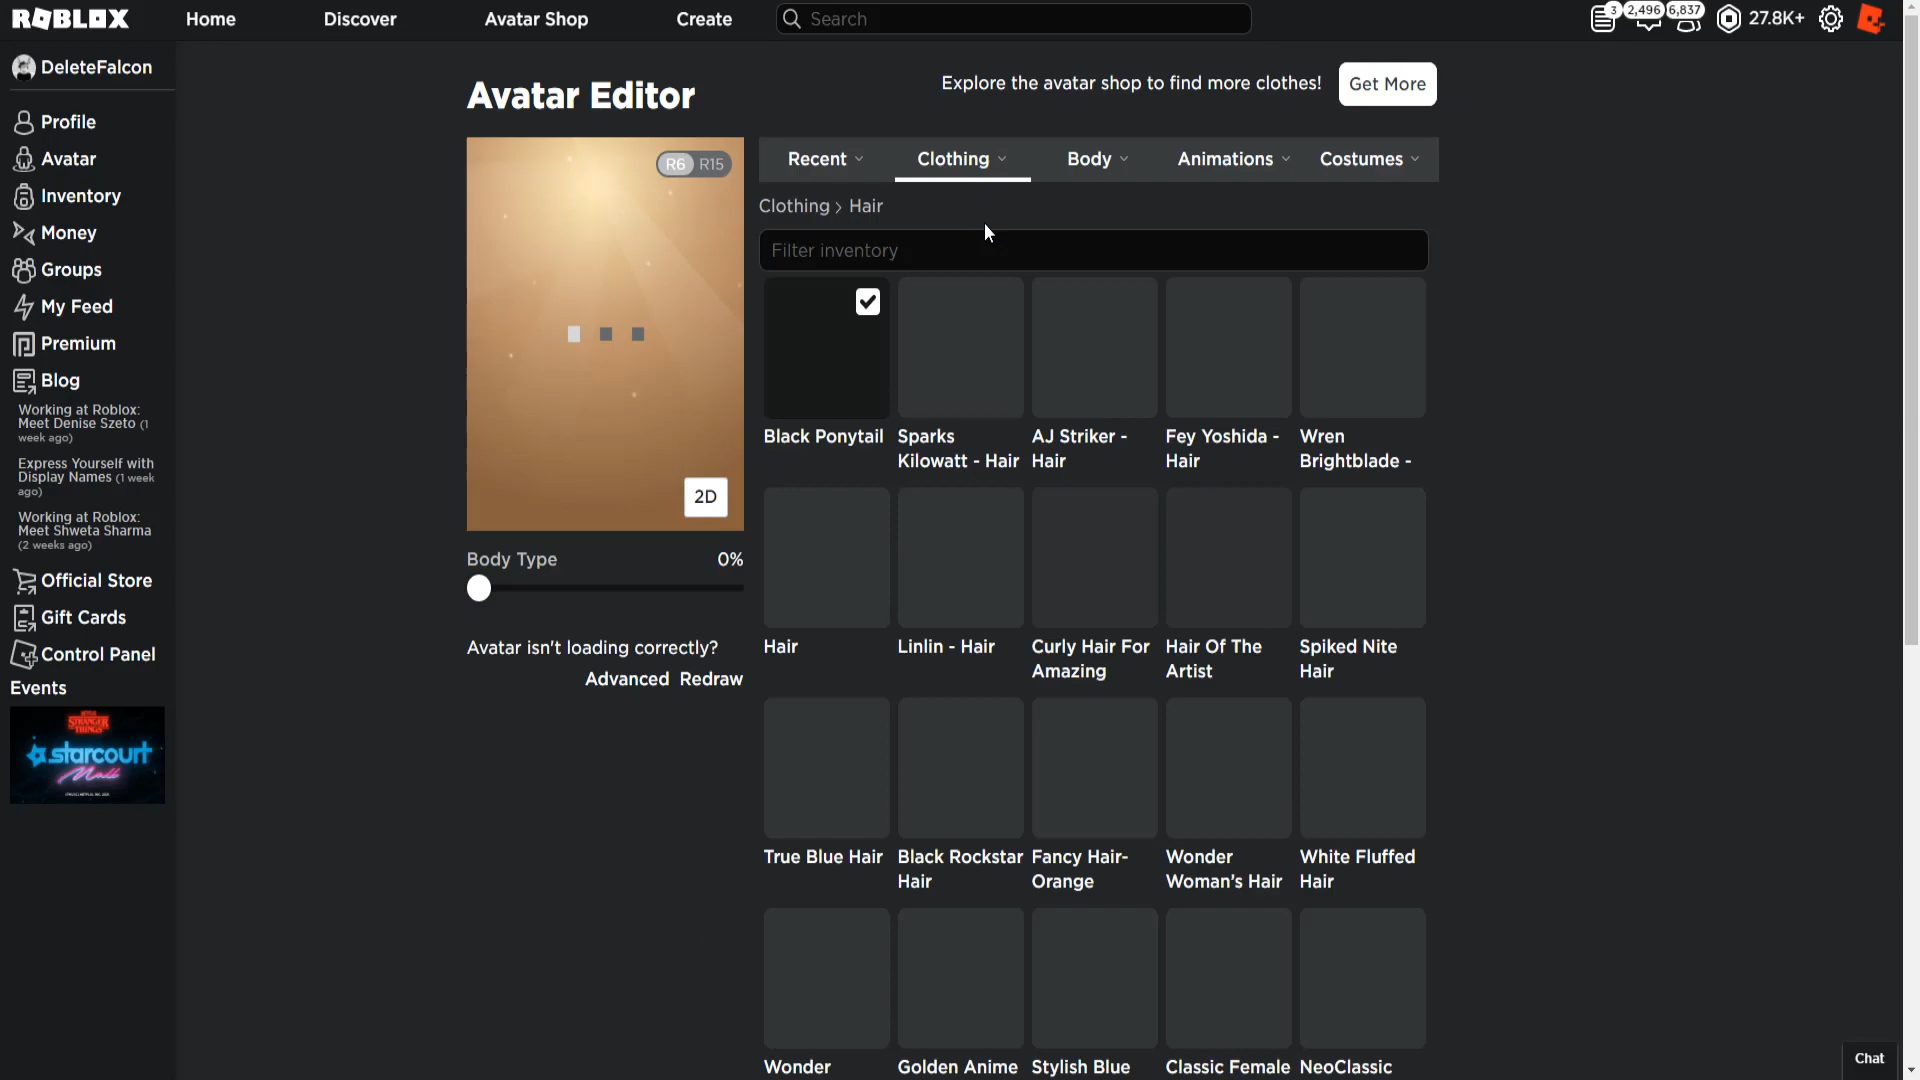 ROBLOX
Home
Discover
Avatar Shop
Create
Search
3
2,496
6,837
27.8K+
DeleteFalcon
Profile
Avatar
Inventory
Money
Groups
My Feed
Premium
Blog
Working at Roblox:
Meet Denise Szeto (1
week ago)
Express Yourself with
Display Names (1 week
ago)
Working at Roblox:
Meet Shweta Sharma
(2 weeks ago)
Official Store
Gift Cards
Control Panel
Events
STRANGER
THINGS
starcourt
Mall
Avatar Editor
Explore the avatar shop to find more clothes!
Get More
R6 R15
2D
Body Type
0%
Avatar isn't loading correctly?
Advanced Redraw
Recent
Clothing
Body
Animations
Costumes
Clothing > Hair
Filter inventory
Black Ponytail
Sparks
Kilowatt - Hair
AJ Striker -
Hair
Fey Yoshida -
Hair
Wren
Brightblade -
Hair
Linlin - Hair
Curly Hair For
Amazing
Hair Of The
Artist
Spiked Nite
Hair
True Blue Hair
Black Rockstar
Hair
Fancy Hair-
Orange
Wonder
Woman's Hair
White Fluffed
Hair
Wonder
Golden Anime
Stylish Blue
Classic Female
NeoClassic
Chat